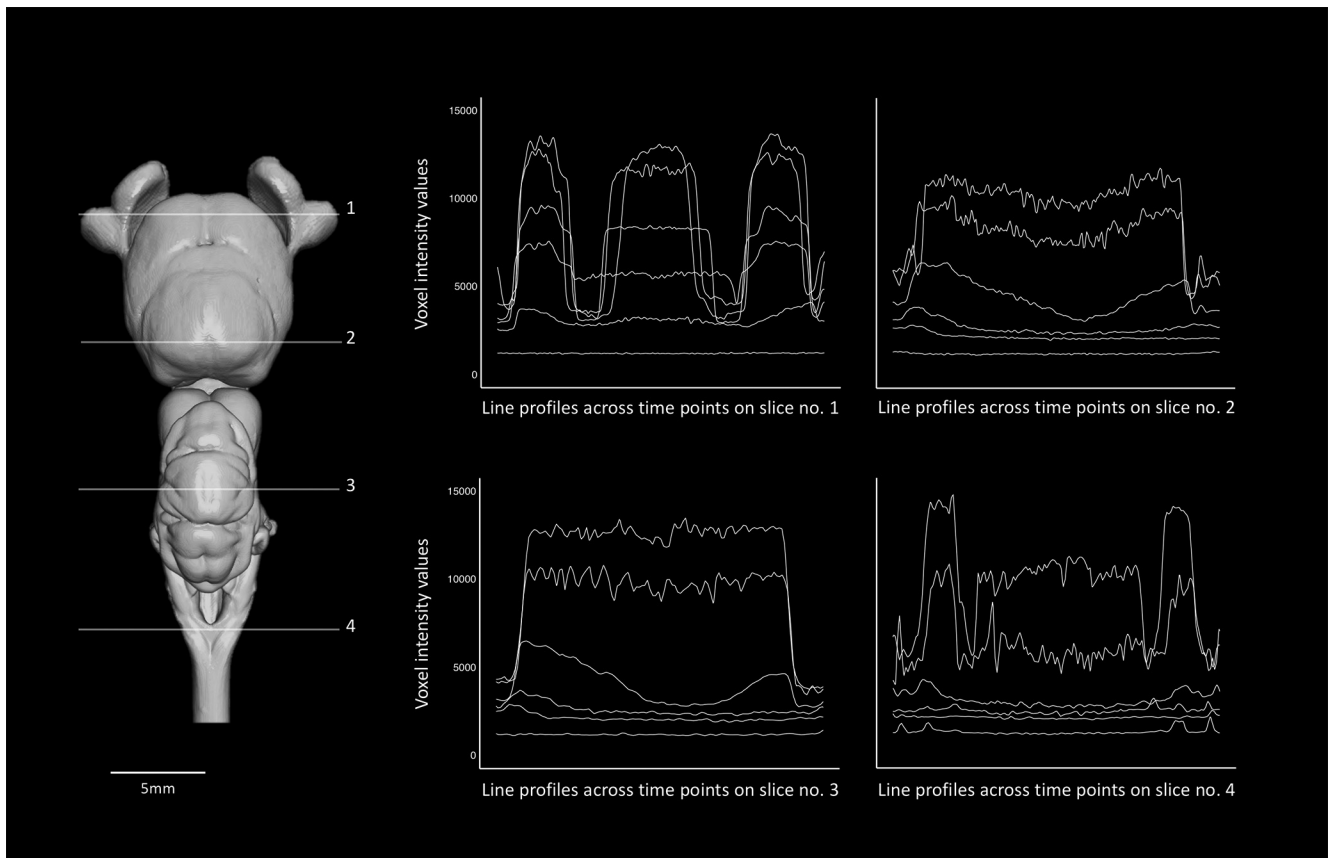 1
2
3
4
5mm
Voxel intensity values
15000
10000
5000
0
Line profiles across time points on slice no. 1
Line profiles across time points on slice no. 2
Voxel intensity values
15000
10000
5000
0
Line profiles across time points on slice no. 3
Line profiles across time points on slice no. 4